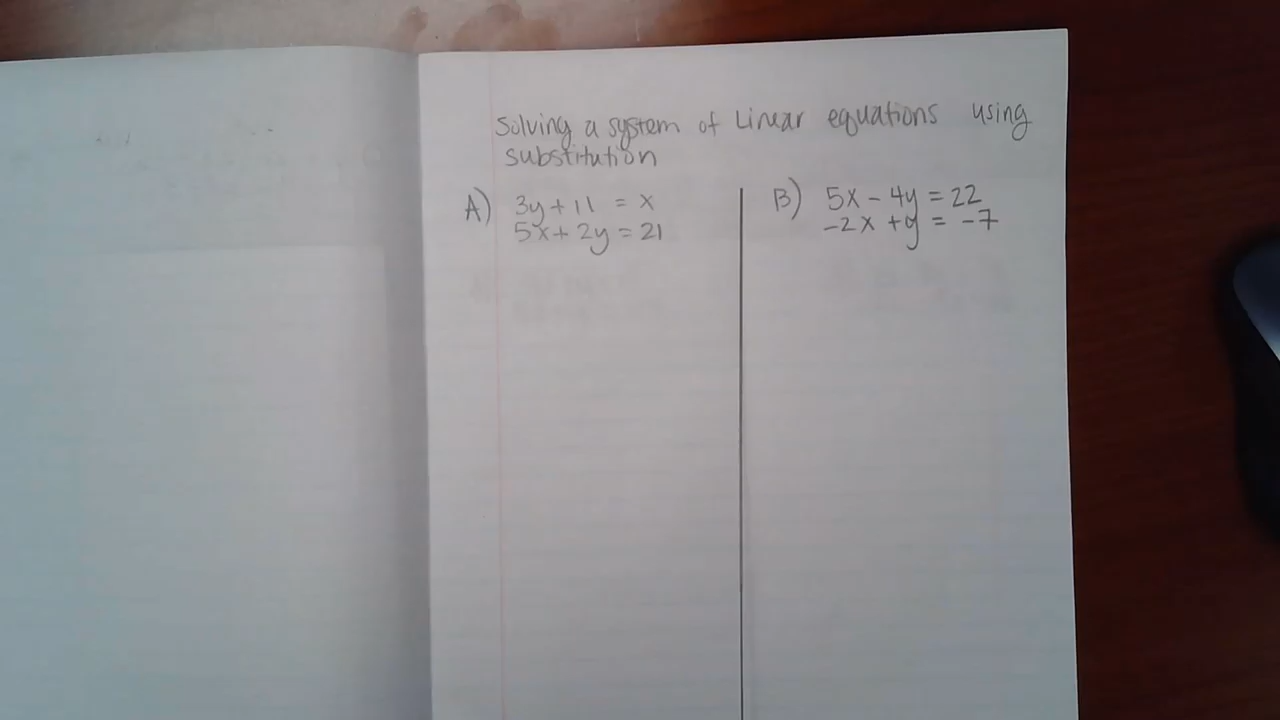 Solving a system of Linear equations using
substitution
A) 3y + 11 = x
5x + 2y = 21
B) 5x - 4y = 22
-2x + y = -7